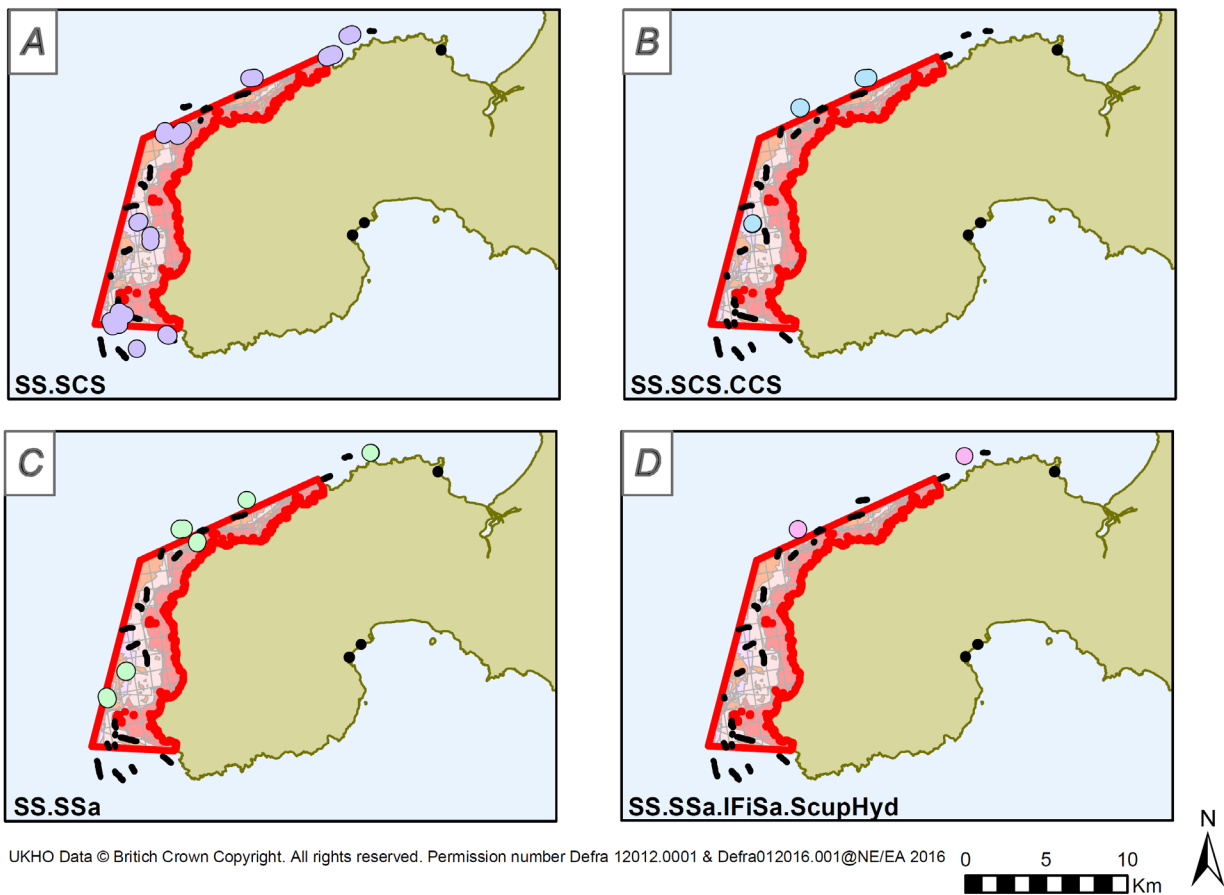 A
B
SS.SCS
SS.SCS.CCS
C
D
SS.SSa
SS.SSa.IFiSa.ScupHyd
UKHO Data © Britich Crown Copyright. All rights reserved. Permission number Defra 12012.0001 & Defra012016.001@NE/EA 2016
0 5 10
Km
N